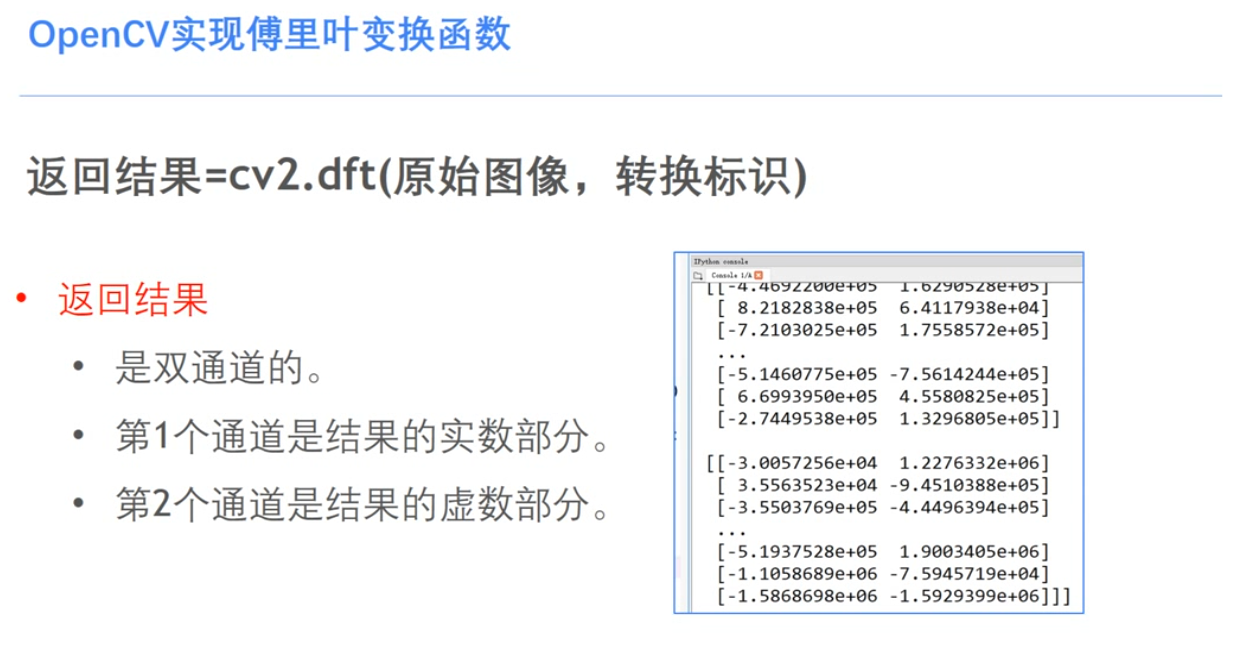 OpenCV实现傅里叶变换函数
返回结果=cv2.dft(原始图像，转换标识)
• 返回结果
• 是双通道的。
• 第1个通道是结果的实数部分。
• 第2个通道是结果的虚数部分。
IPython console
Console 1/A
[[-4.4692200e+05 1.6290528e+05]
[ 8.2182838e+05 6.4117938e+04]
[-7.2103025e+05 1.7558572e+05]
...
[-5.1460775e+05 -7.5614244e+05]
[ 6.6993950e+05 4.5580825e+05]
[-2.7449538e+05 1.3296805e+05]]
[[-3.0057256e+04 1.2276332e+06]
[ 3.5563523e+04 -9.4510388e+05]
[-3.5503769e+05 -4.4496394e+05]
...
[-5.1937528e+05 1.9003405e+06]
[-1.1058689e+06 -7.5945719e+04]
[-1.5868698e+06 -1.5929399e+06]]]